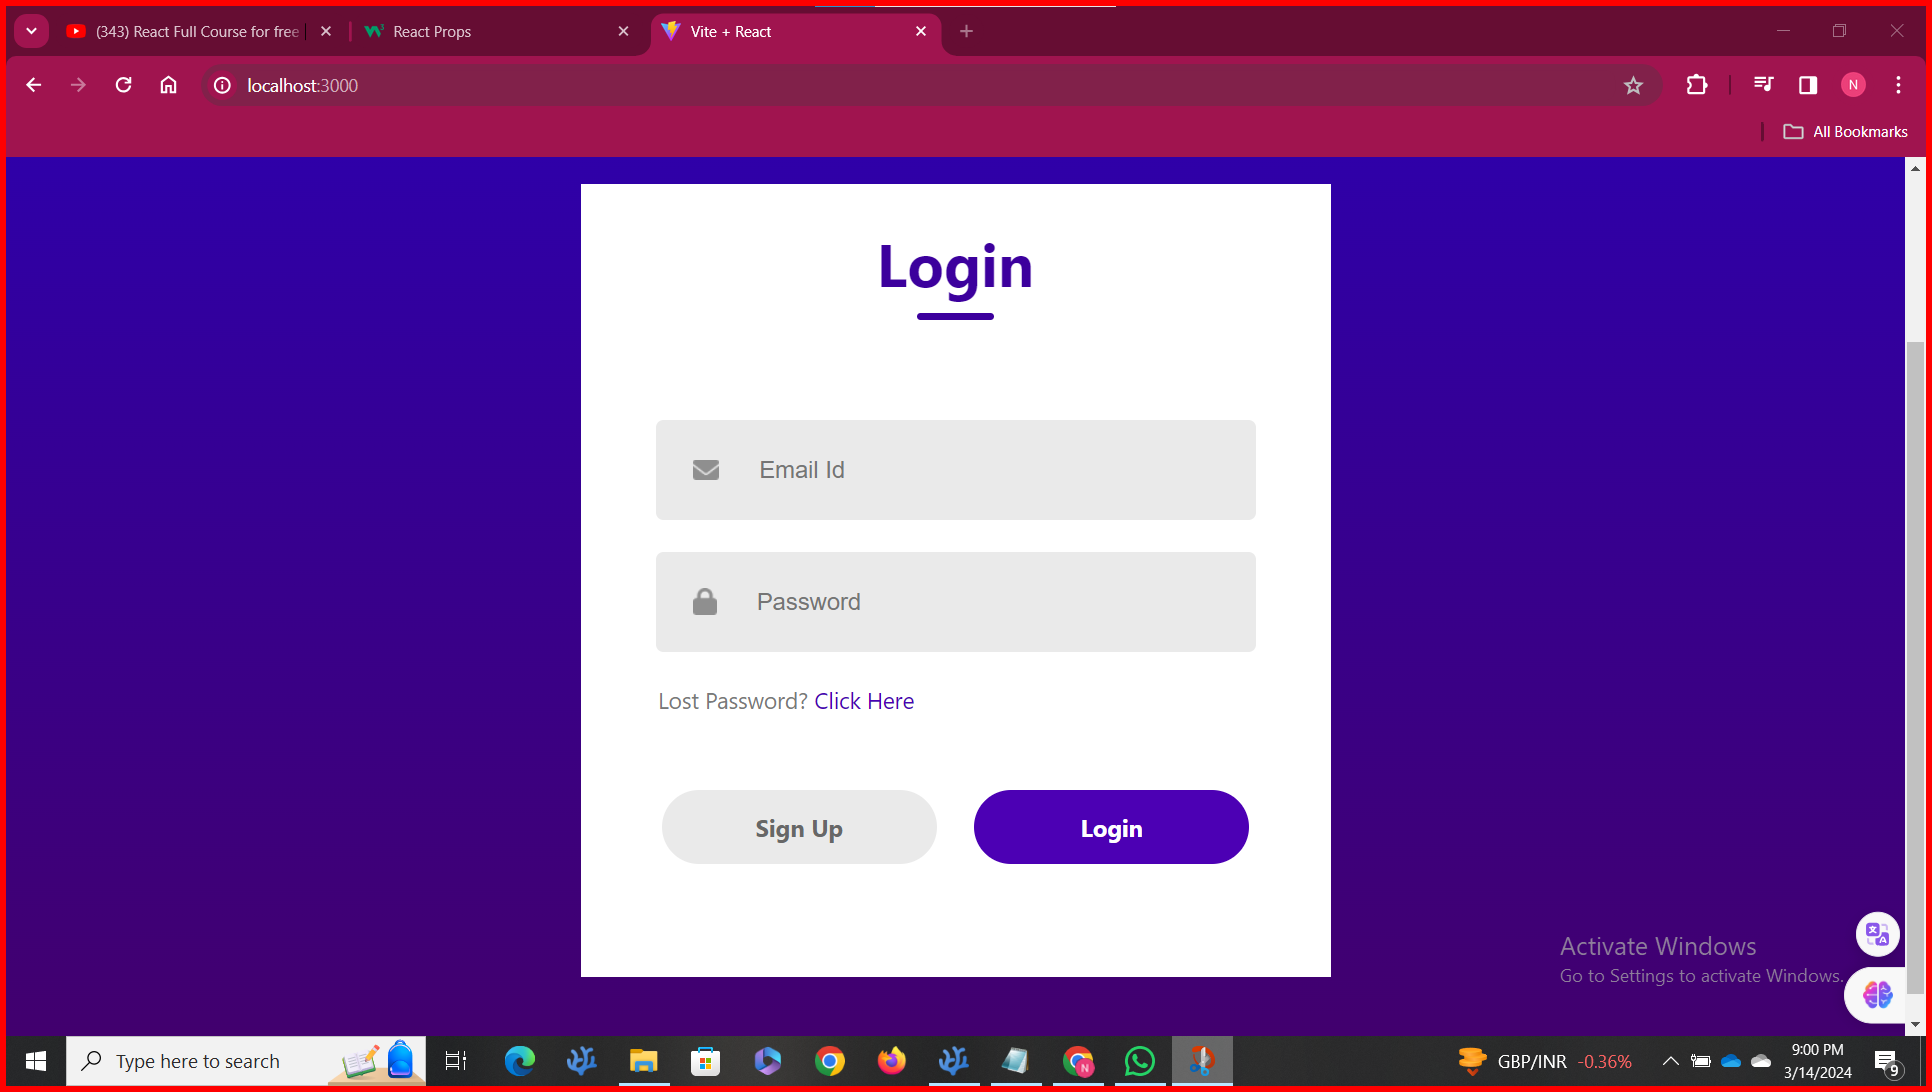 (343) React Full Course for free
React Props
Vite + React
localhost:3000
N
All Bookmarks
Login
Email Id
Password
Lost Password? Click Here
Sign Up
Login
Activate Windows
Go to Settings to activate Windows.
Type here to search
N
GBP/INR -0.36%
9:00 PM
3/14/2024
9